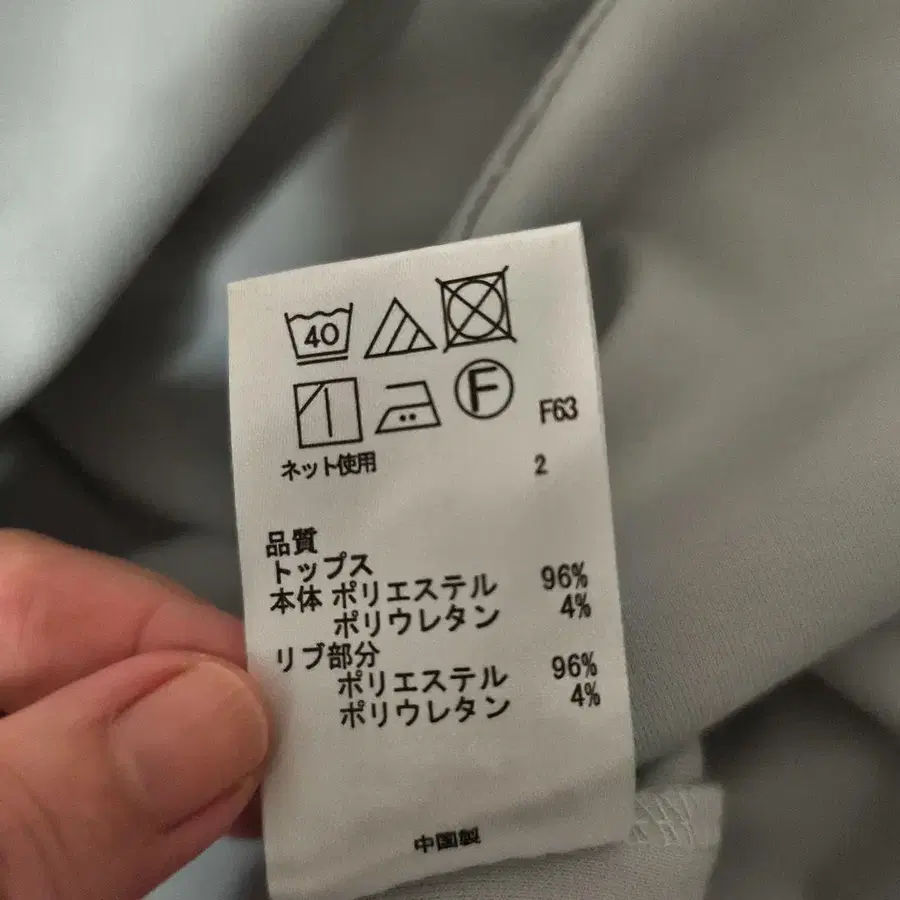 40
F
F63
ネット使用
2
品質
トップス
本体 ポリエステル 96%
ポリウレタン 4%
リブ部分
ポリエステル 96%
ポリウレタン 4%
中国製